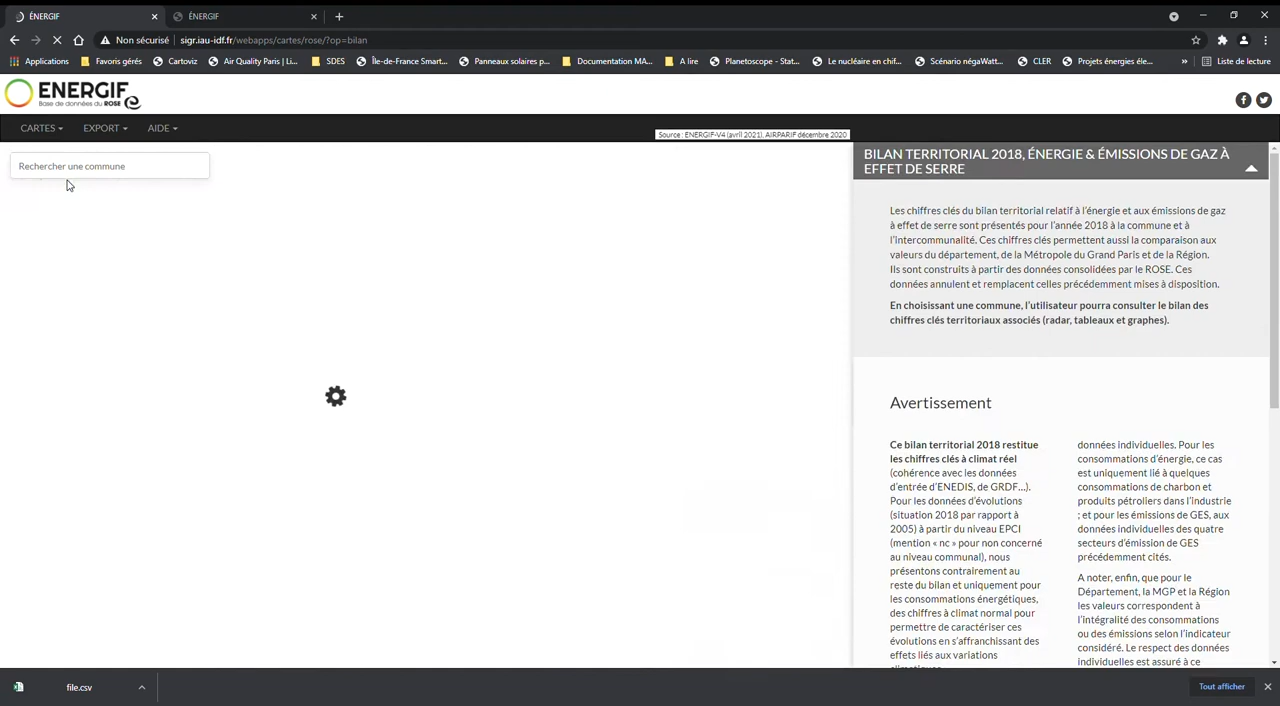 ÉNERGIF
ÉNERGIF
Non sécurisé
sigr.iau-idf.fr/webapps/cartes/rose/?op=bilan
Applications
Favoris gérés
Cartoviz
Air Quality Paris | Li...
SDES
Île-de-France Smart...
Panneaux solaires p...
Documentation MA...
A lire
Planetoscope - Stat...
Le nucléaire en chif...
Scénario négaWatt...
CLER
Projets énergies éle...
»
Liste de lecture
ENERGIF
Base de données du ROSE
CARTES
EXPORT
AIDE
Source : ENERGIF-V4 (avril 2021), AIRPARIF décembre 2020
Rechercher une commune
BILAN TERRITORIAL 2018, ÉNERGIE & ÉMISSIONS DE GAZ À
EFFET DE SERRE
Les chiffres clés du bilan territorial relatif à l'énergie et aux émissions de gaz
à effet de serre sont présentés pour l'année 2018 à la commune et à
l'intercommunalité. Ces chiffres clés permettent aussi la comparaison aux
valeurs du département, de la Métropole du Grand Paris et de la Région.
Ils sont construits à partir des données consolidées par le ROSE. Ces
données annulent et remplacent celles précédemment mises à disposition.
En choisissant une commune, l'utilisateur pourra consulter le bilan des
chiffres clés territoriaux associés (radar, tableaux et graphes).
Avertissement
Ce bilan territorial 2018 restitue
les chiffres clés à climat réel
(cohérence avec les données
d'entrée d'ENEDIS, de GRDF...).
Pour les données d'évolutions
(situation 2018 par rapport à
2005) à partir du niveau EPCI
(mention « nc » pour non concerné
au niveau communal), nous
présentons contrairement au
reste du bilan et uniquement pour
les consommations énergétiques,
des chiffres à climat normal pour
permettre de caractériser ces
évolutions en s'affranchissant des
effets liés aux variations
climatiques.
données individuelles. Pour les
consommations d'énergie, ce cas
est uniquement lié à quelques
consommations de charbon et
produits pétroliers dans l'industrie
; et pour les émissions de GES, aux
données individuelles des quatre
secteurs d'émission de GES
précédemment cités.
A noter, enfin, que pour le
Département, la MGP et la Région
les valeurs correspondent à
l'intégralité des consommations
ou des émissions selon l'indicateur
considéré. Le respect des données
individuelles est assuré à ce
file.csv
Tout afficher